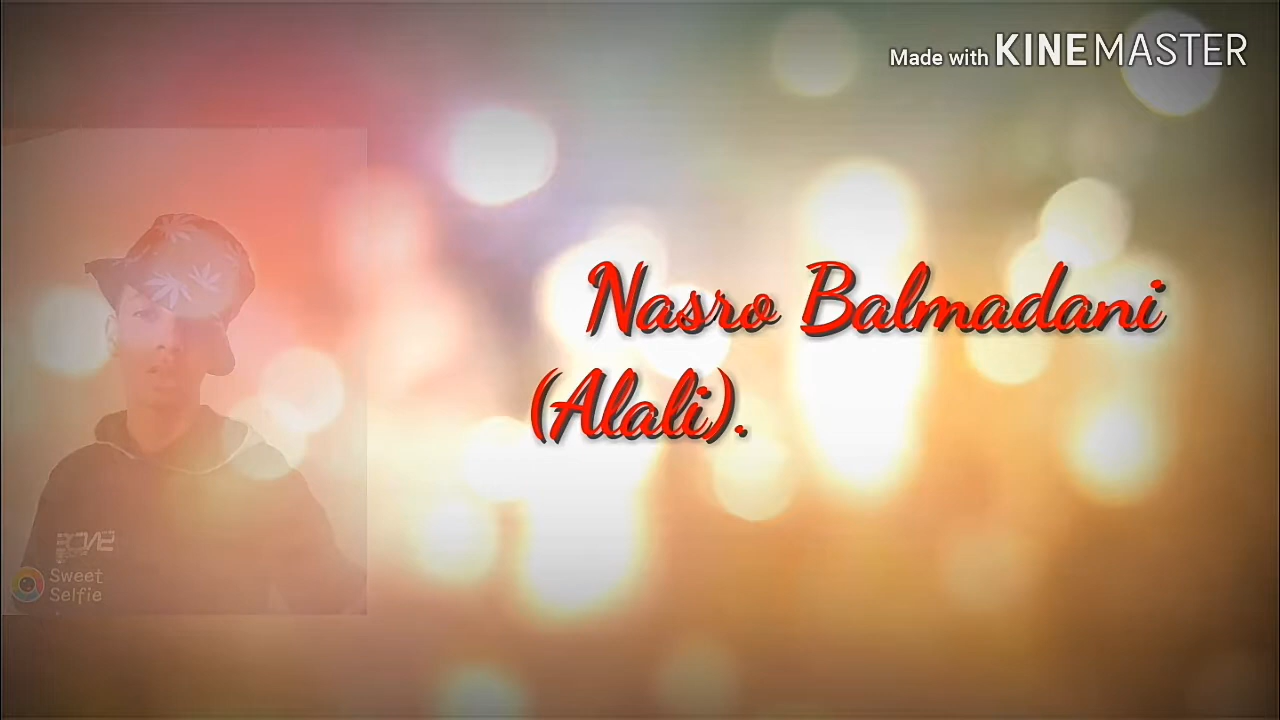 Made with KINEMASTER
Nasro Balmadani
(Alali).
Sweet
Selfie